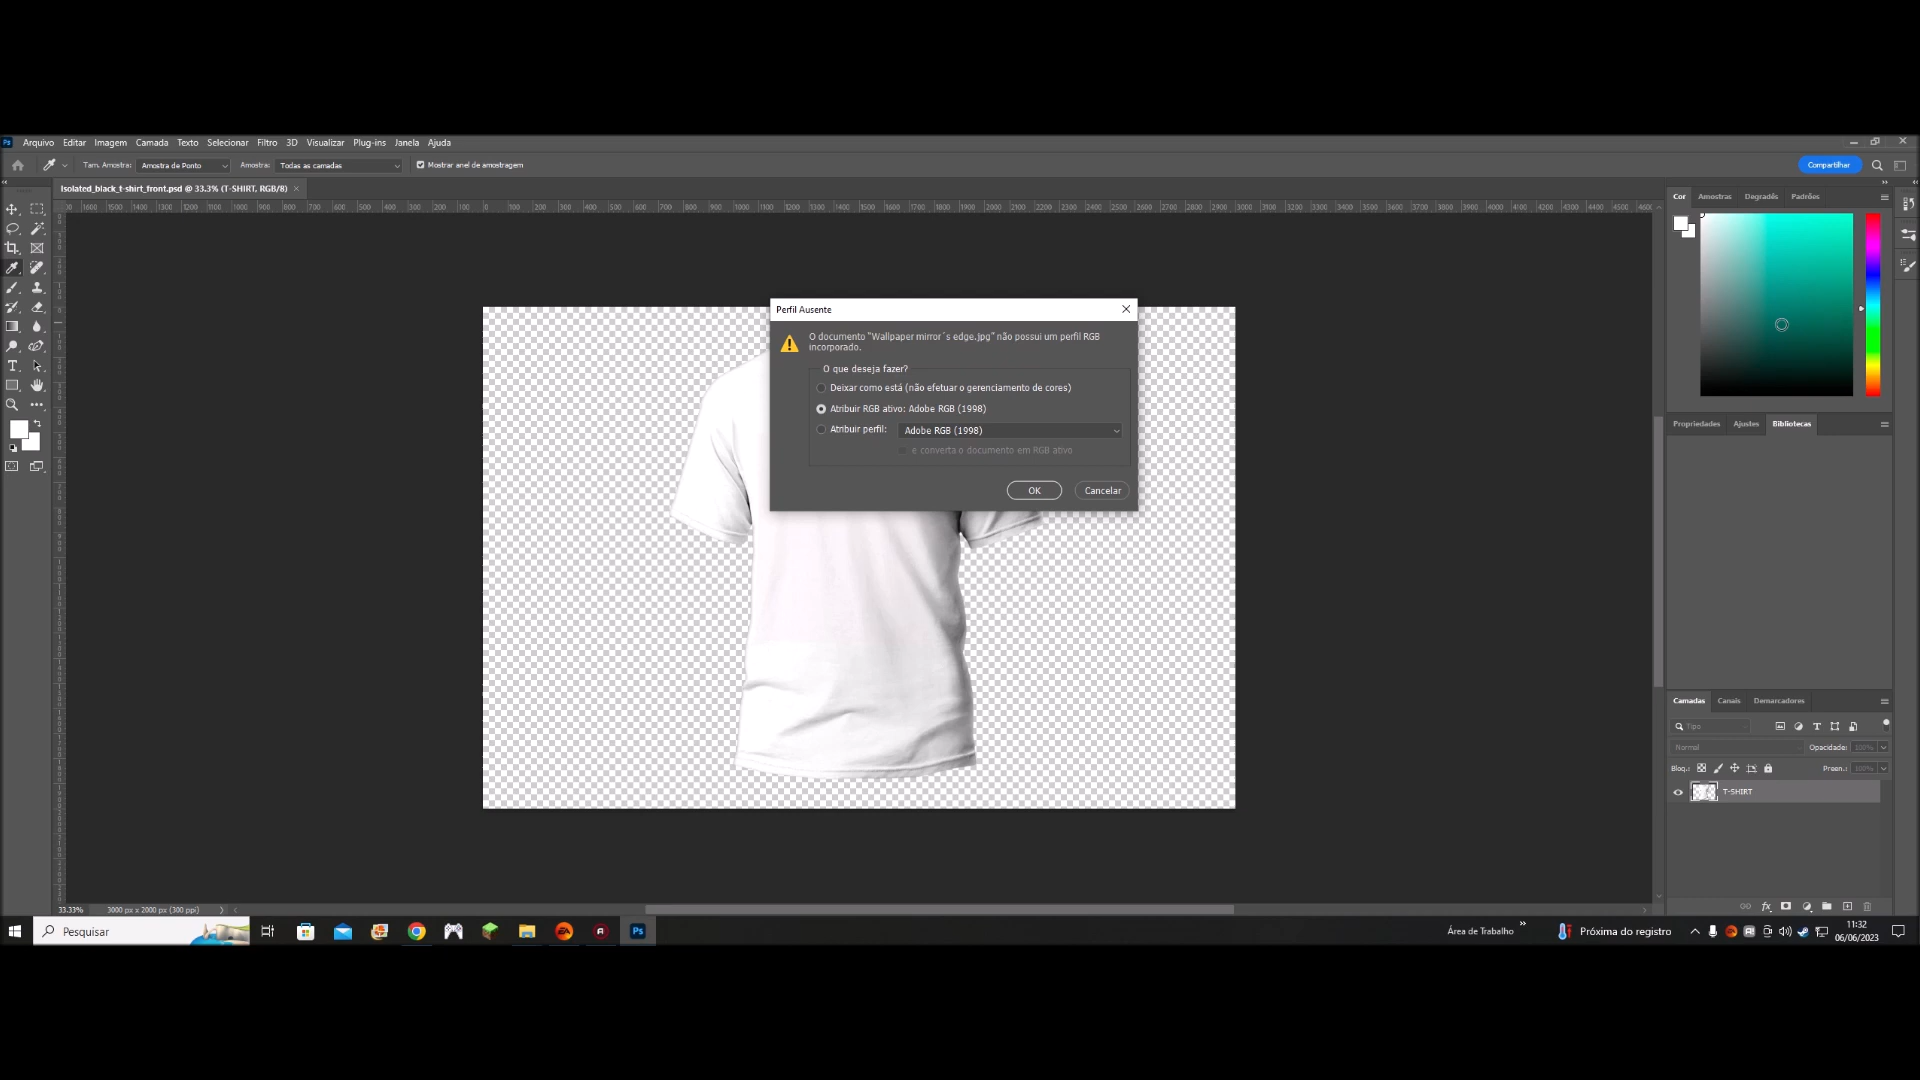 Arquivo Editar Imagem Camada Texto Selecionar Filtro 3D Visualizar Plug-ins Janela Ajuda
Tam. Amostra: Amostra de Ponto Amostra: Todas as camadas Mostrar anel de amostragem Compartilhar
Isolated_black_t-shirt_front.psd @ 33.3% (T-SHIRT, RGB/8) ×
Cor Amostras Degradês Padrões
Perfil Ausente
O documento "Wallpaper mirror´s edge.jpg" não possui um perfil RGB
incorporado.
O que deseja fazer?
Deixar como está (não efetuar o gerenciamento de cores)
Atribuir RGB ativo: Adobe RGB (1998)
Atribuir perfil: Adobe RGB (1998)
e converta o documento em RGB ativo
OK Cancelar
Propriedades Ajustes Bibliotecas
Camadas Canais Demarcadores
Tipo
Normal Opacidade: 100%
Bloq.: Preen.: 100%
T-SHIRT
33.33% 3000 px x 2000 px (300 ppi)
Pesquisar
Área de Trabalho
Próxima do registro
11:32
06/06/2023